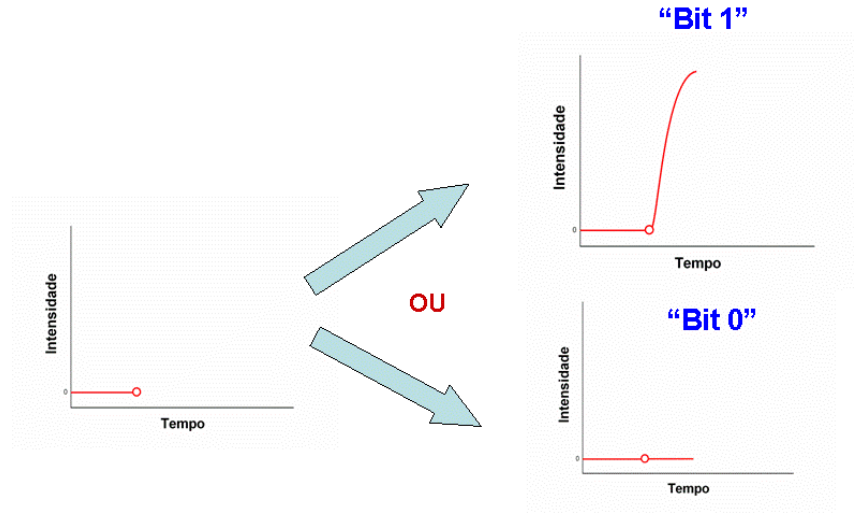 “Bit 1”
Intensidade
0
Tempo
Intensidade
0
Tempo
OU
“Bit 0”
Intensidade
0
Tempo